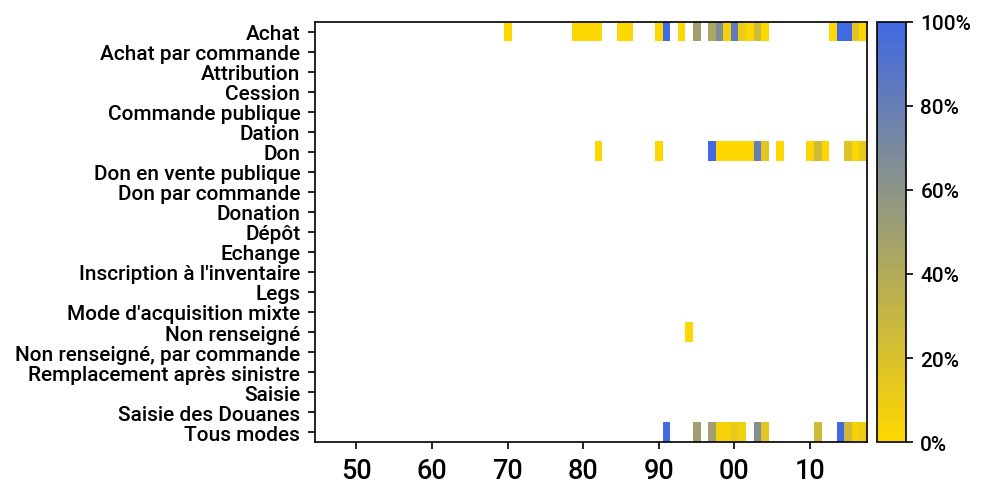 Achat
Achat par commande
Attribution
Cession
Commande publique
Dation
Don
Don en vente publique
Don par commande
Donation
Dépôt
Echange
Inscription à l'inventaire
Legs
Mode d'acquisition mixte
Non renseigné
Non renseigné, par commande
Remplacement après sinistre
Saisie
Saisie des Douanes
Tous modes
50 60 70 80 90 00 10
100%
80%
60%
40%
20%
0%